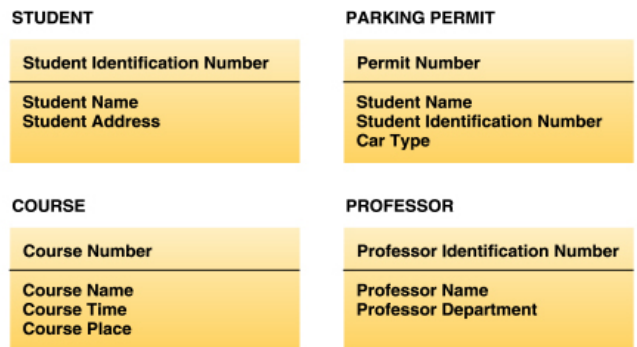 STUDENT
Student Identification Number
Student Name
Student Address
PARKING PERMIT
Permit Number
Student Name
Student Identification Number
Car Type
COURSE
Course Number
Course Name
Course Time
Course Place
PROFESSOR
Professor Identification Number
Professor Name
Professor Department